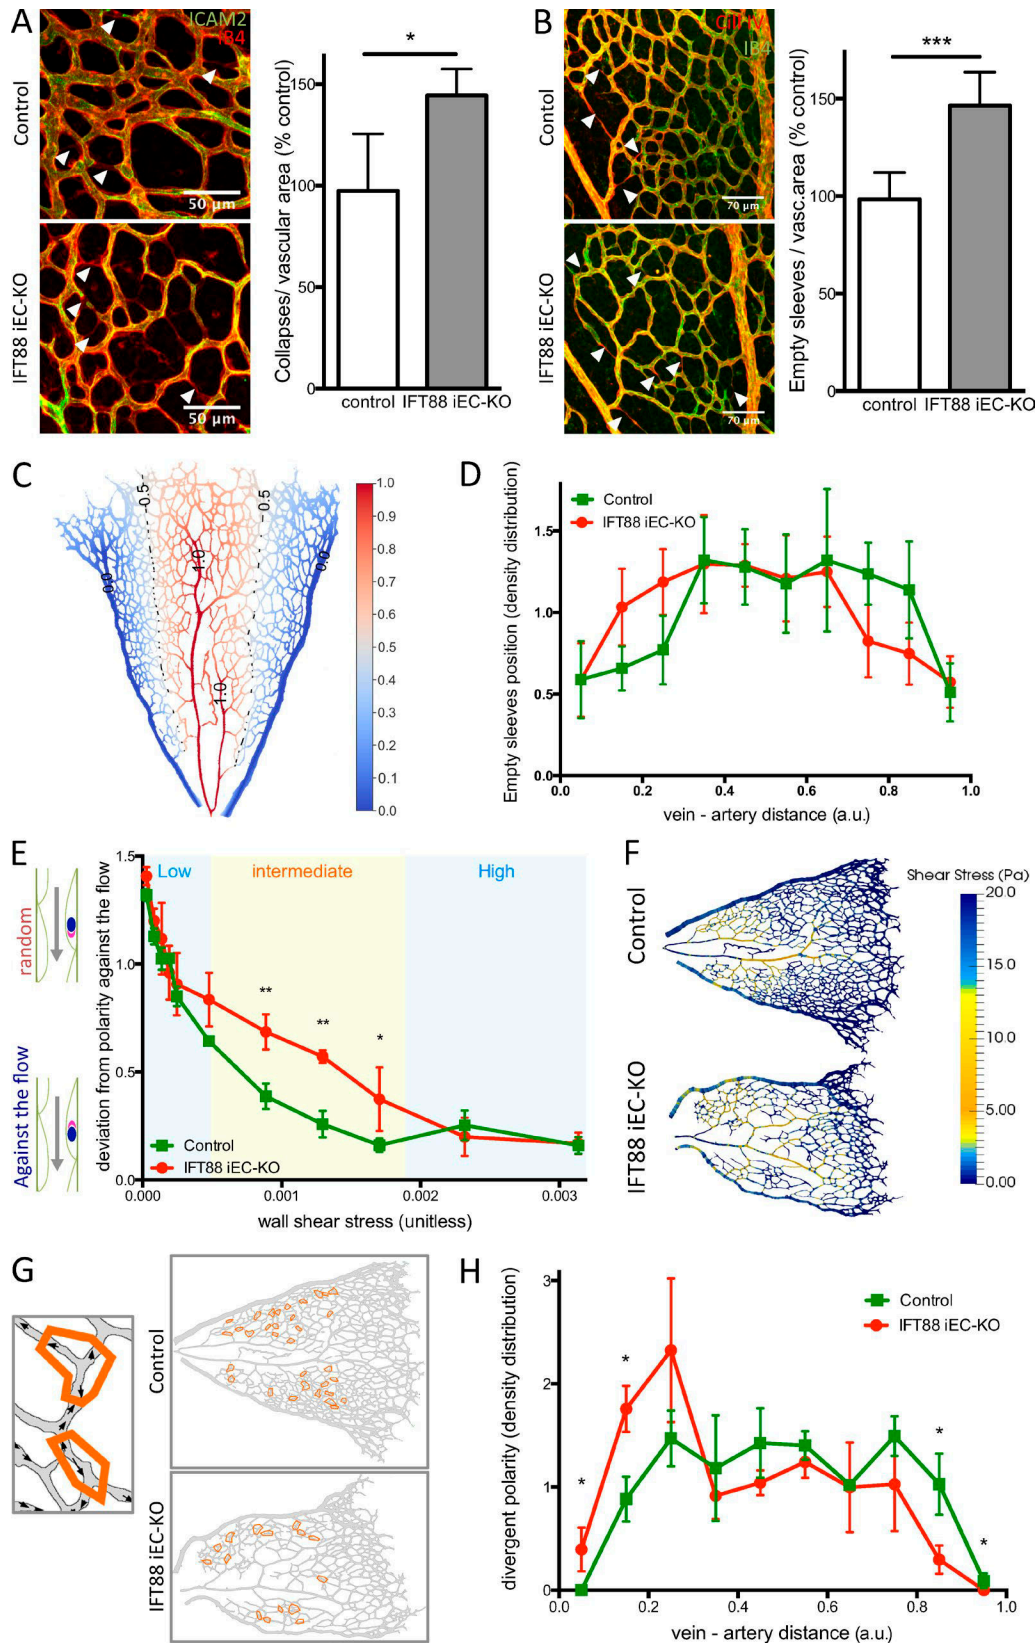 A
ICAM2
IB4
Control
50 µm
IFT88 iEC-KO
50 µm
Collapses/ vascular area (% control)
150
100
50
0
*
control IFT88 iEC-KO
B
Coll IV
IB4
Control
70 µm
IFT88 iEC-KO
70 µm
Empty sleeves / vasc.area (% control)
150
100
50
0
***
control IFT88 iEC-KO
C
0.0
-0.5
1.0
1.0
-0.5
0.0
1.0
0.9
0.8
0.7
0.6
0.5
0.4
0.3
0.2
0.1
0.0
D
Empty sleeves position (density distribution)
Control
IFT88 iEC-KO
1.5
1.0
0.5
0.0
0.0 0.2 0.4 0.6 0.8 1.0
vein - artery distance (a.u.)
E
random
Against the flow
deviation from polarity against the flow
1.5
1.0
0.5
0.0
Low intermediate High
** ** *
Control
IFT88 iEC-KO
0.000 0.001 0.002 0.003
wall shear stress (unitless)
F
Control
IFT88 iEC-KO
Shear Stress (Pa)
20.0
15.0
10.0
5.00
0.00
G
Control
IFT88 iEC-KO
H
divergent polarity (density distribution)
3
2
1
0
Control
IFT88 iEC-KO
* * * *
0.0 0.2 0.4 0.6 0.8 1.0
vein - artery distance (a.u.)